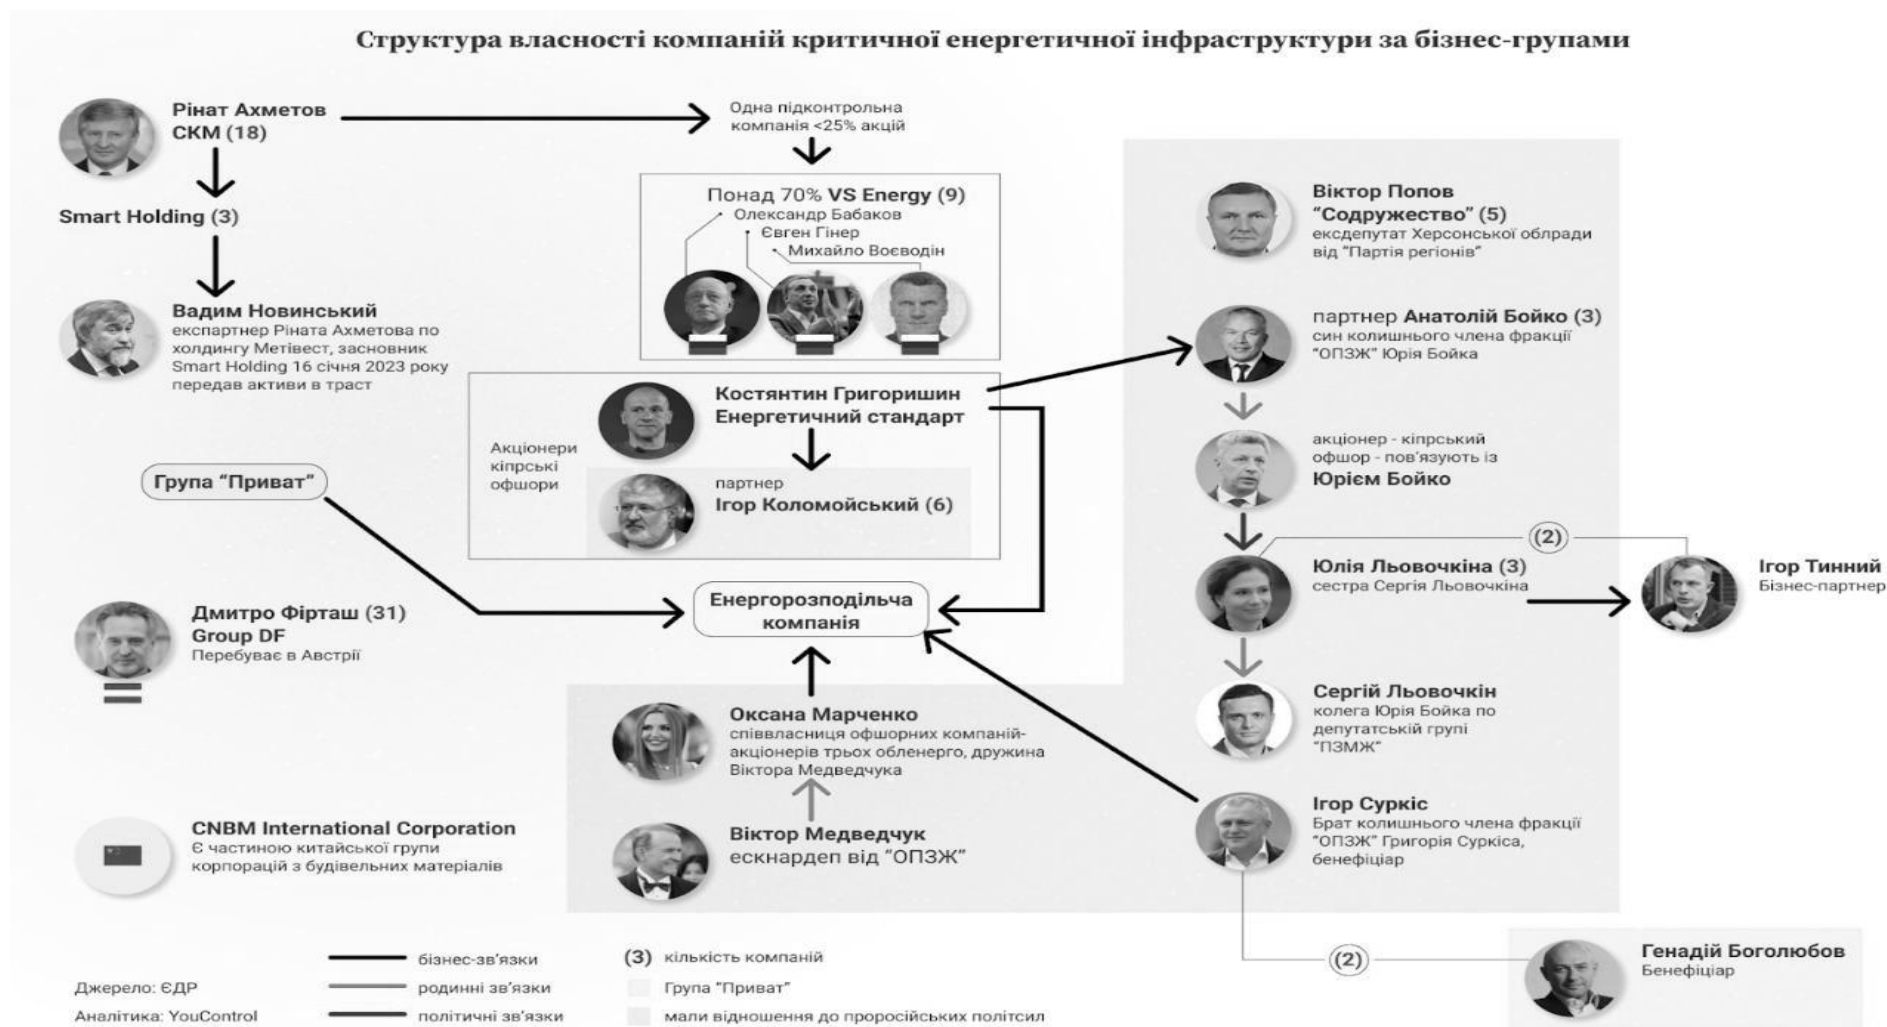 Структура власності компаній критичної енергетичної інфраструктури за бізнес-групами
Рінат Ахметов
СКМ (18)
Одна підконтрольна
компанія <25% акцій
Smart Holding (3)
Вадим Новинський
експартнер Ріната Ахметова по
холдингу Метівест, засновник
Smart Holding 16 січня 2023 року
передав активи в траст
Понад 70% VS Energy (9)
Олександр Бабаков
Євген Гінер
Михайло Воєводін
Костянтин Григоришин
Енергетичний стандарт
Акціонери
кіпрські
офшори
партнер
Ігор Коломойський (6)
Група “Приват”
Енергорозподільча
компанія
Дмитро Фірташ (31)
Group DF
Перебуває в Австрії
Оксана Марченко
співвласниця офшорних компаній-
акціонерів трьох обленерго, дружина
Віктора Медведчука
Віктор Медведчук
ескнардеп від “ОПЗЖ”
CNBM International Corporation
Є частиною китайської групи
корпорацій з будівельних матеріалів
Віктор Попов
“Содружество” (5)
ексдепутат Херсонської облради
від “Партія регіонів”
партнер Анатолій Бойко (3)
син колишнього члена фракції
“ОПЗЖ” Юрія Бойка
акціонер - кіпрський
офшор - пов’язують із
Юрієм Бойко
(2)
Юлія Льовочкіна (3)
сестра Сергія Льовочкіна
Ігор Тинний
Бізнес-партнер
Сергій Льовочкін
колега Юрія Бойка по
депутатській групі
“ПЗМЖ”
Ігор Суркіс
Брат колишнього члена фракції
“ОПЗЖ” Григорія Суркіса,
бенефіціар
(2)
Генадій Боголюбов
Бенефіціар
Джерело: ЄДР
Аналітика: YouControl
бізнес-зв’язки
родинні зв’язки
політичні зв’язки
(3) кількість компаній
Група “Приват”
мали відношення до проросійських політсил